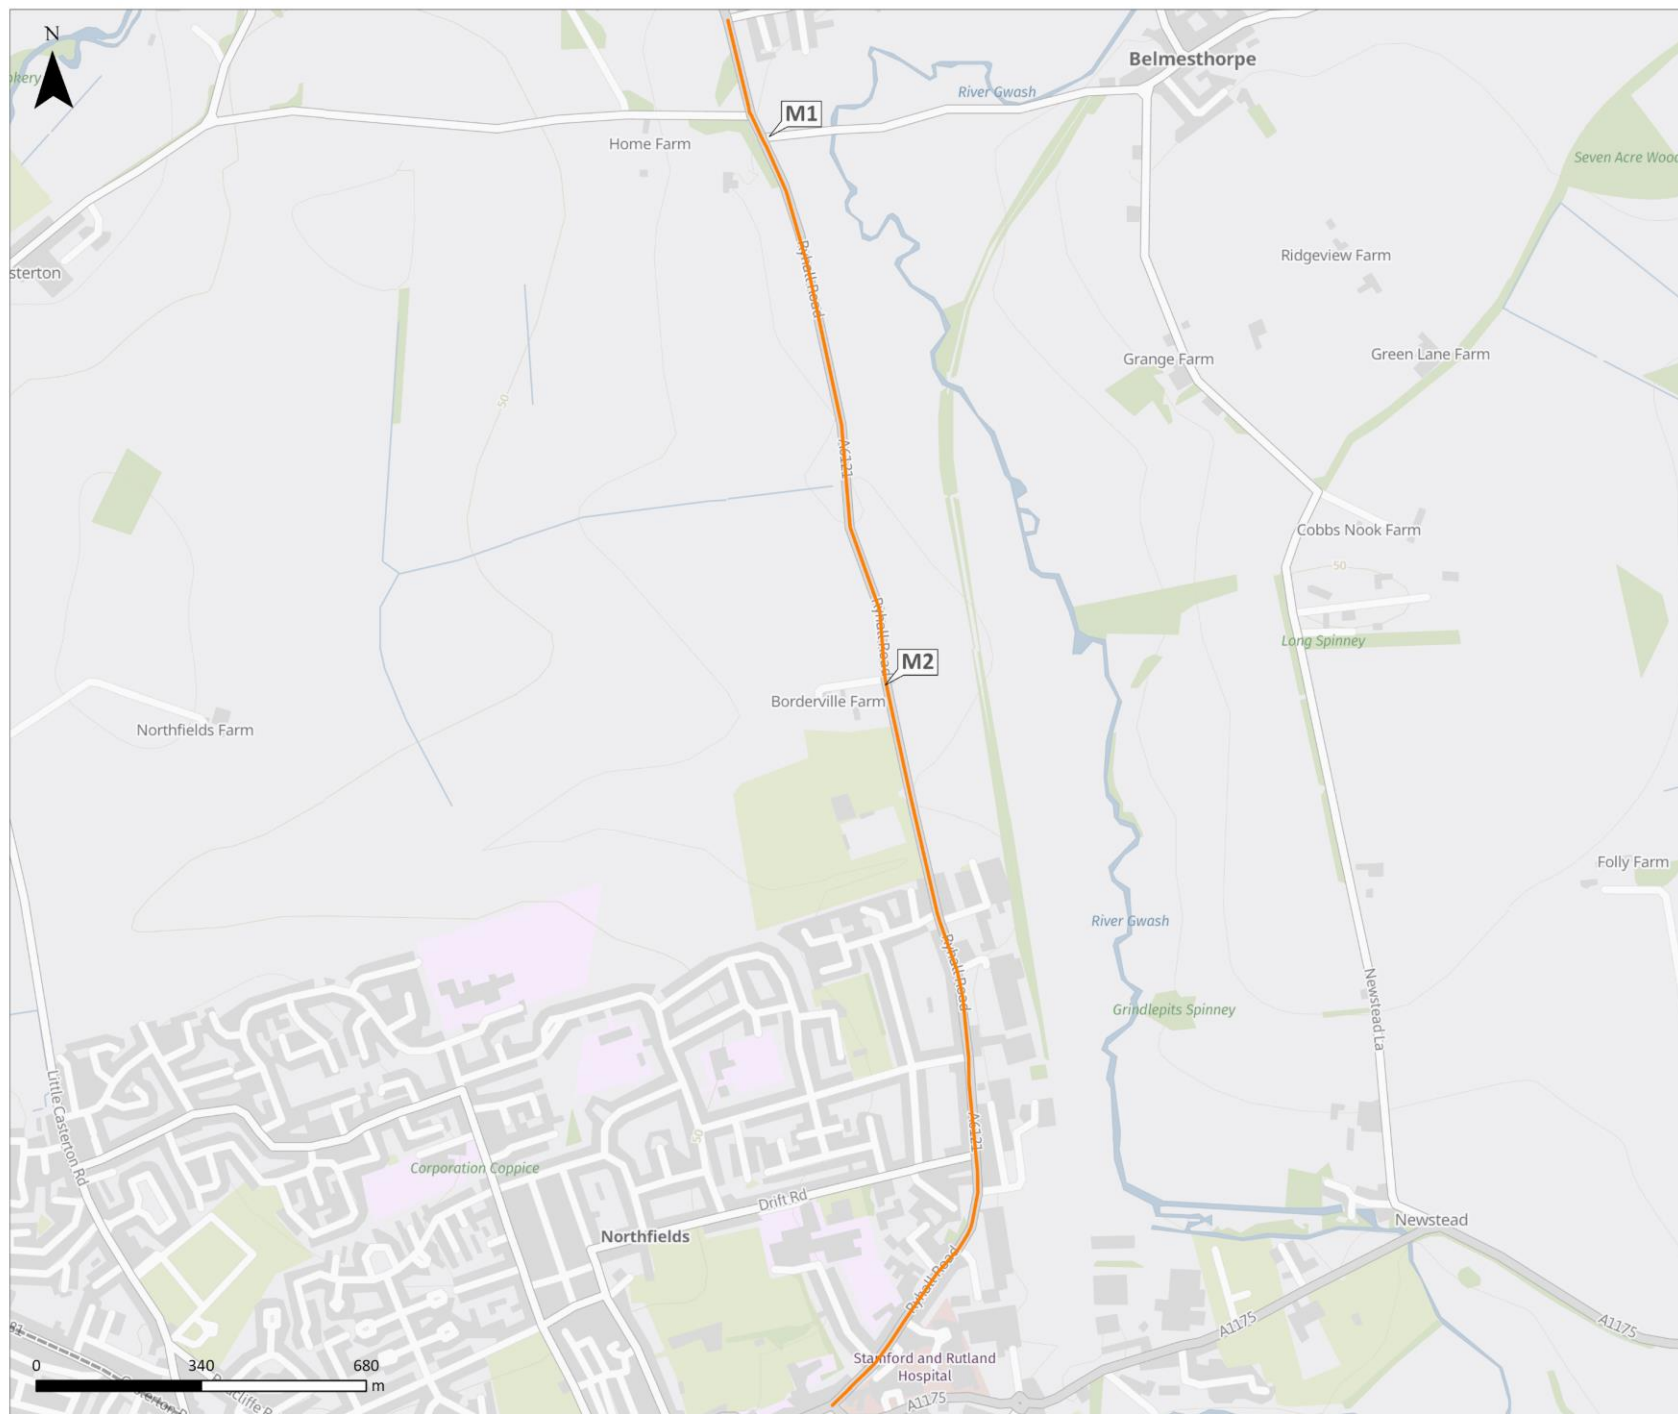 N
Belmesthorpe
River Gwash
M1
Home Farm
Seven Acre Wood
Ryhall Road
Ridgeview Farm
sterton
Grange Farm
Green Lane Farm
50
A6121
Cobbs Nook Farm
50
Ryhall Road
Long Spinney
M2
Borderville Farm
Northfields Farm
Folly Farm
River Gwash
Ryhall Road
Newstead La
Grindlepits Spinney
Little Casterton Rd
A6121
50
Corporation Coppice
Drift Rd
Newstead
Northfields
Ryhall Road
A1175
A1175
Stamford and Rutland
Hospital
0 340 680
m
A1175